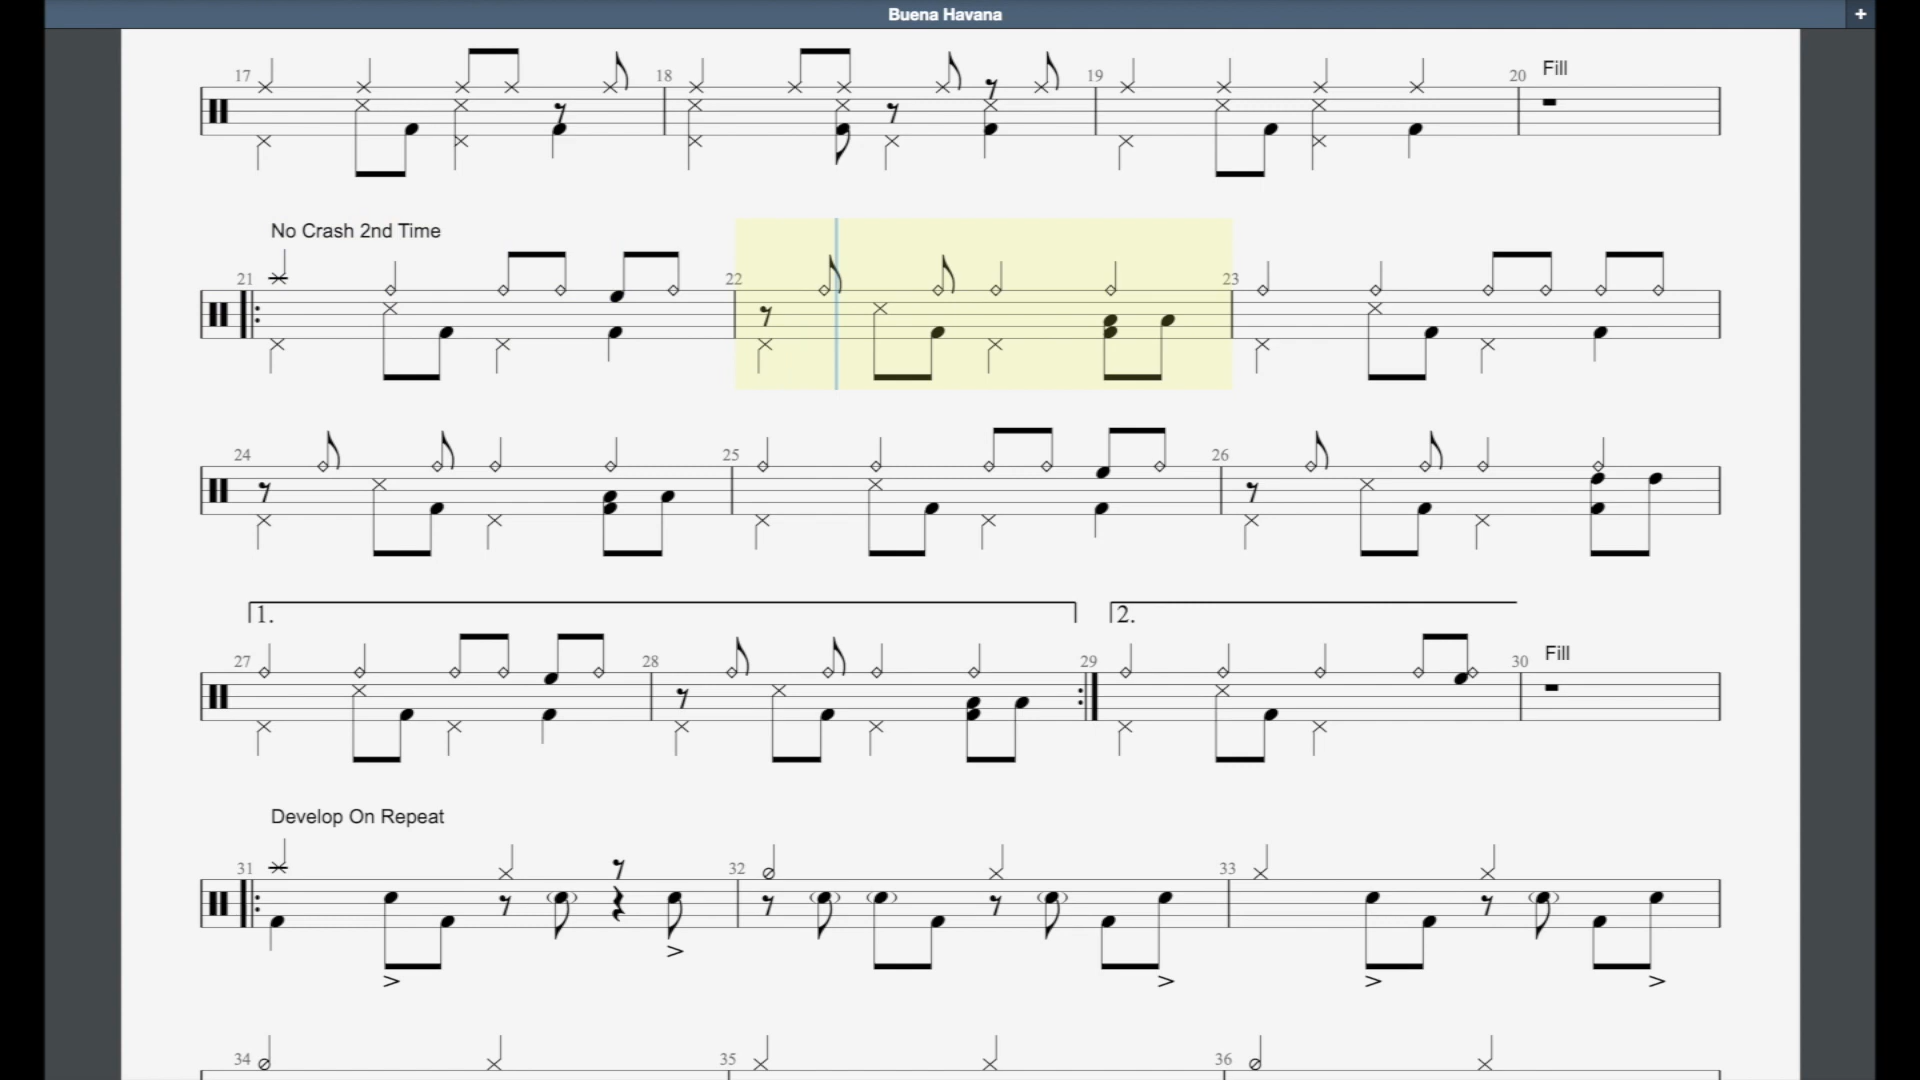 Buena Havana
+
17 18 19 20 Fill
No Crash 2nd Time
21 22 23
24 25 26
1. 2.
27 28 29 30 Fill
Develop On Repeat
31 32 33
34 35 36